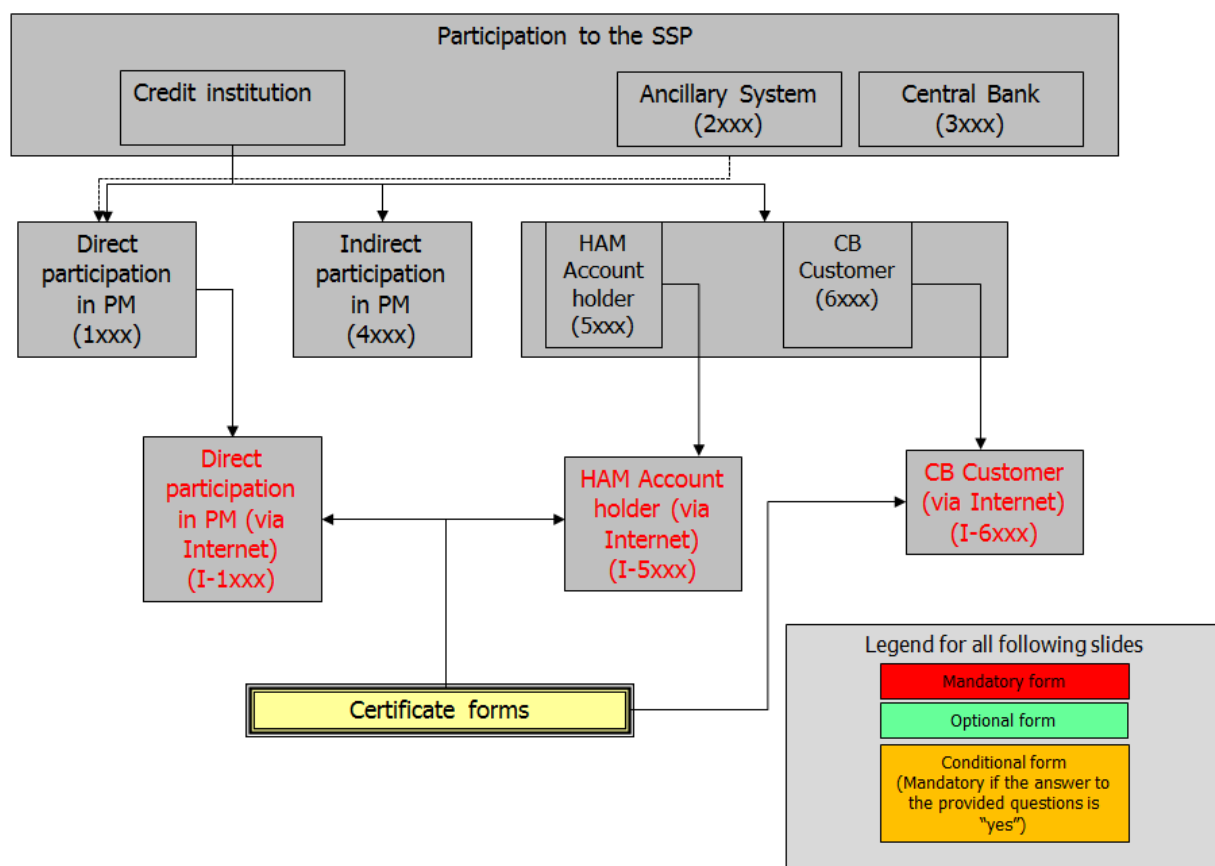 Participation to the SSP
Credit institution
Ancillary System
(2xxx)
Central Bank
(3xxx)
Direct
participation
in PM
(1xxx)
Indirect
participation
in PM
(4xxx)
HAM
Account
holder
(5xxx)
CB
Customer
(6xxx)
Direct
participation
in PM (via
Internet)
(I-1xxx)
HAM Account
holder (via
Internet)
(I-5xxx)
CB Customer
(via Internet)
(I-6xxx)
Certificate forms
Legend for all following slides
Mandatory form
Optional form
Conditional form
(Mandatory if the answer to
the provided questions is
“yes”)